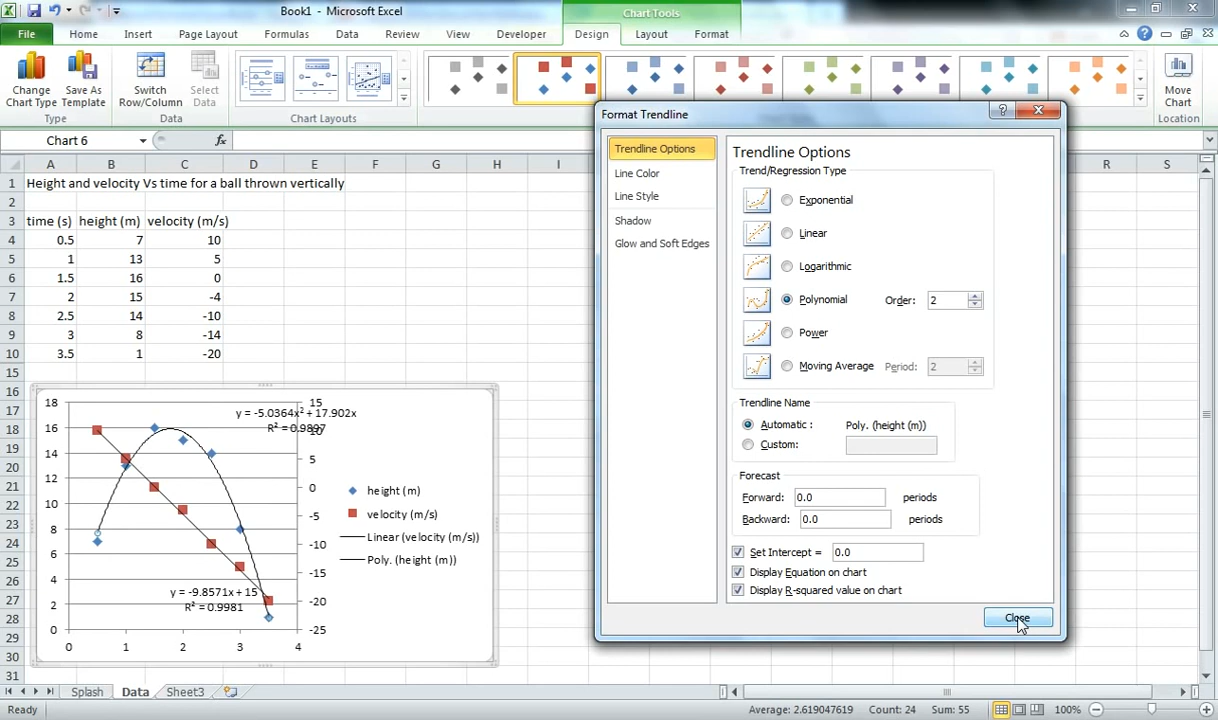 Book1 - Microsoft Excel
Chart Tools
File Home Insert Page Layout Formulas Data Review View Developer Design Layout Format
Change Chart Type
Save As Template
Switch Row/Column
Select Data
Move Chart
Type Data Chart Layouts Location
Chart 6 fx
A B C D E F G H I R S
1 Height and velocity Vs time for a ball thrown vertically
2
3 time (s) height (m) velocity (m/s)
4 0.5 7 10
5 1 13 5
6 1.5 16 0
7 2 15 -4
8 2.5 14 -10
9 3 8 -14
10 3.5 1 -20
15
16
17
18
19
20
21
22
23
24
25
26
27
28
29
30
31
18
16
14
12
10
8
6
4
2
0
0 1 2 3 4
15
10
5
0
-5
-10
-15
-20
-25
y = -5.0364x² + 17.902x
R² = 0.9897
y = -9.8571x + 15
R² = 0.9981
height (m)
velocity (m/s)
Linear (velocity (m/s))
Poly. (height (m))
Format Trendline
Trendline Options
Line Color
Line Style
Shadow
Glow and Soft Edges
Trendline Options
Trend/Regression Type
Exponential
Linear
Logarithmic
Polynomial Order: 2
Power
Moving Average Period: 2
Trendline Name
Automatic : Poly. (height (m))
Custom:
Forecast
Forward: 0.0 periods
Backward: 0.0 periods
Set Intercept = 0.0
Display Equation on chart
Display R-squared value on chart
Close
Splash Data Sheet3
Ready Average: 2.619047619 Count: 24 Sum: 55 100%